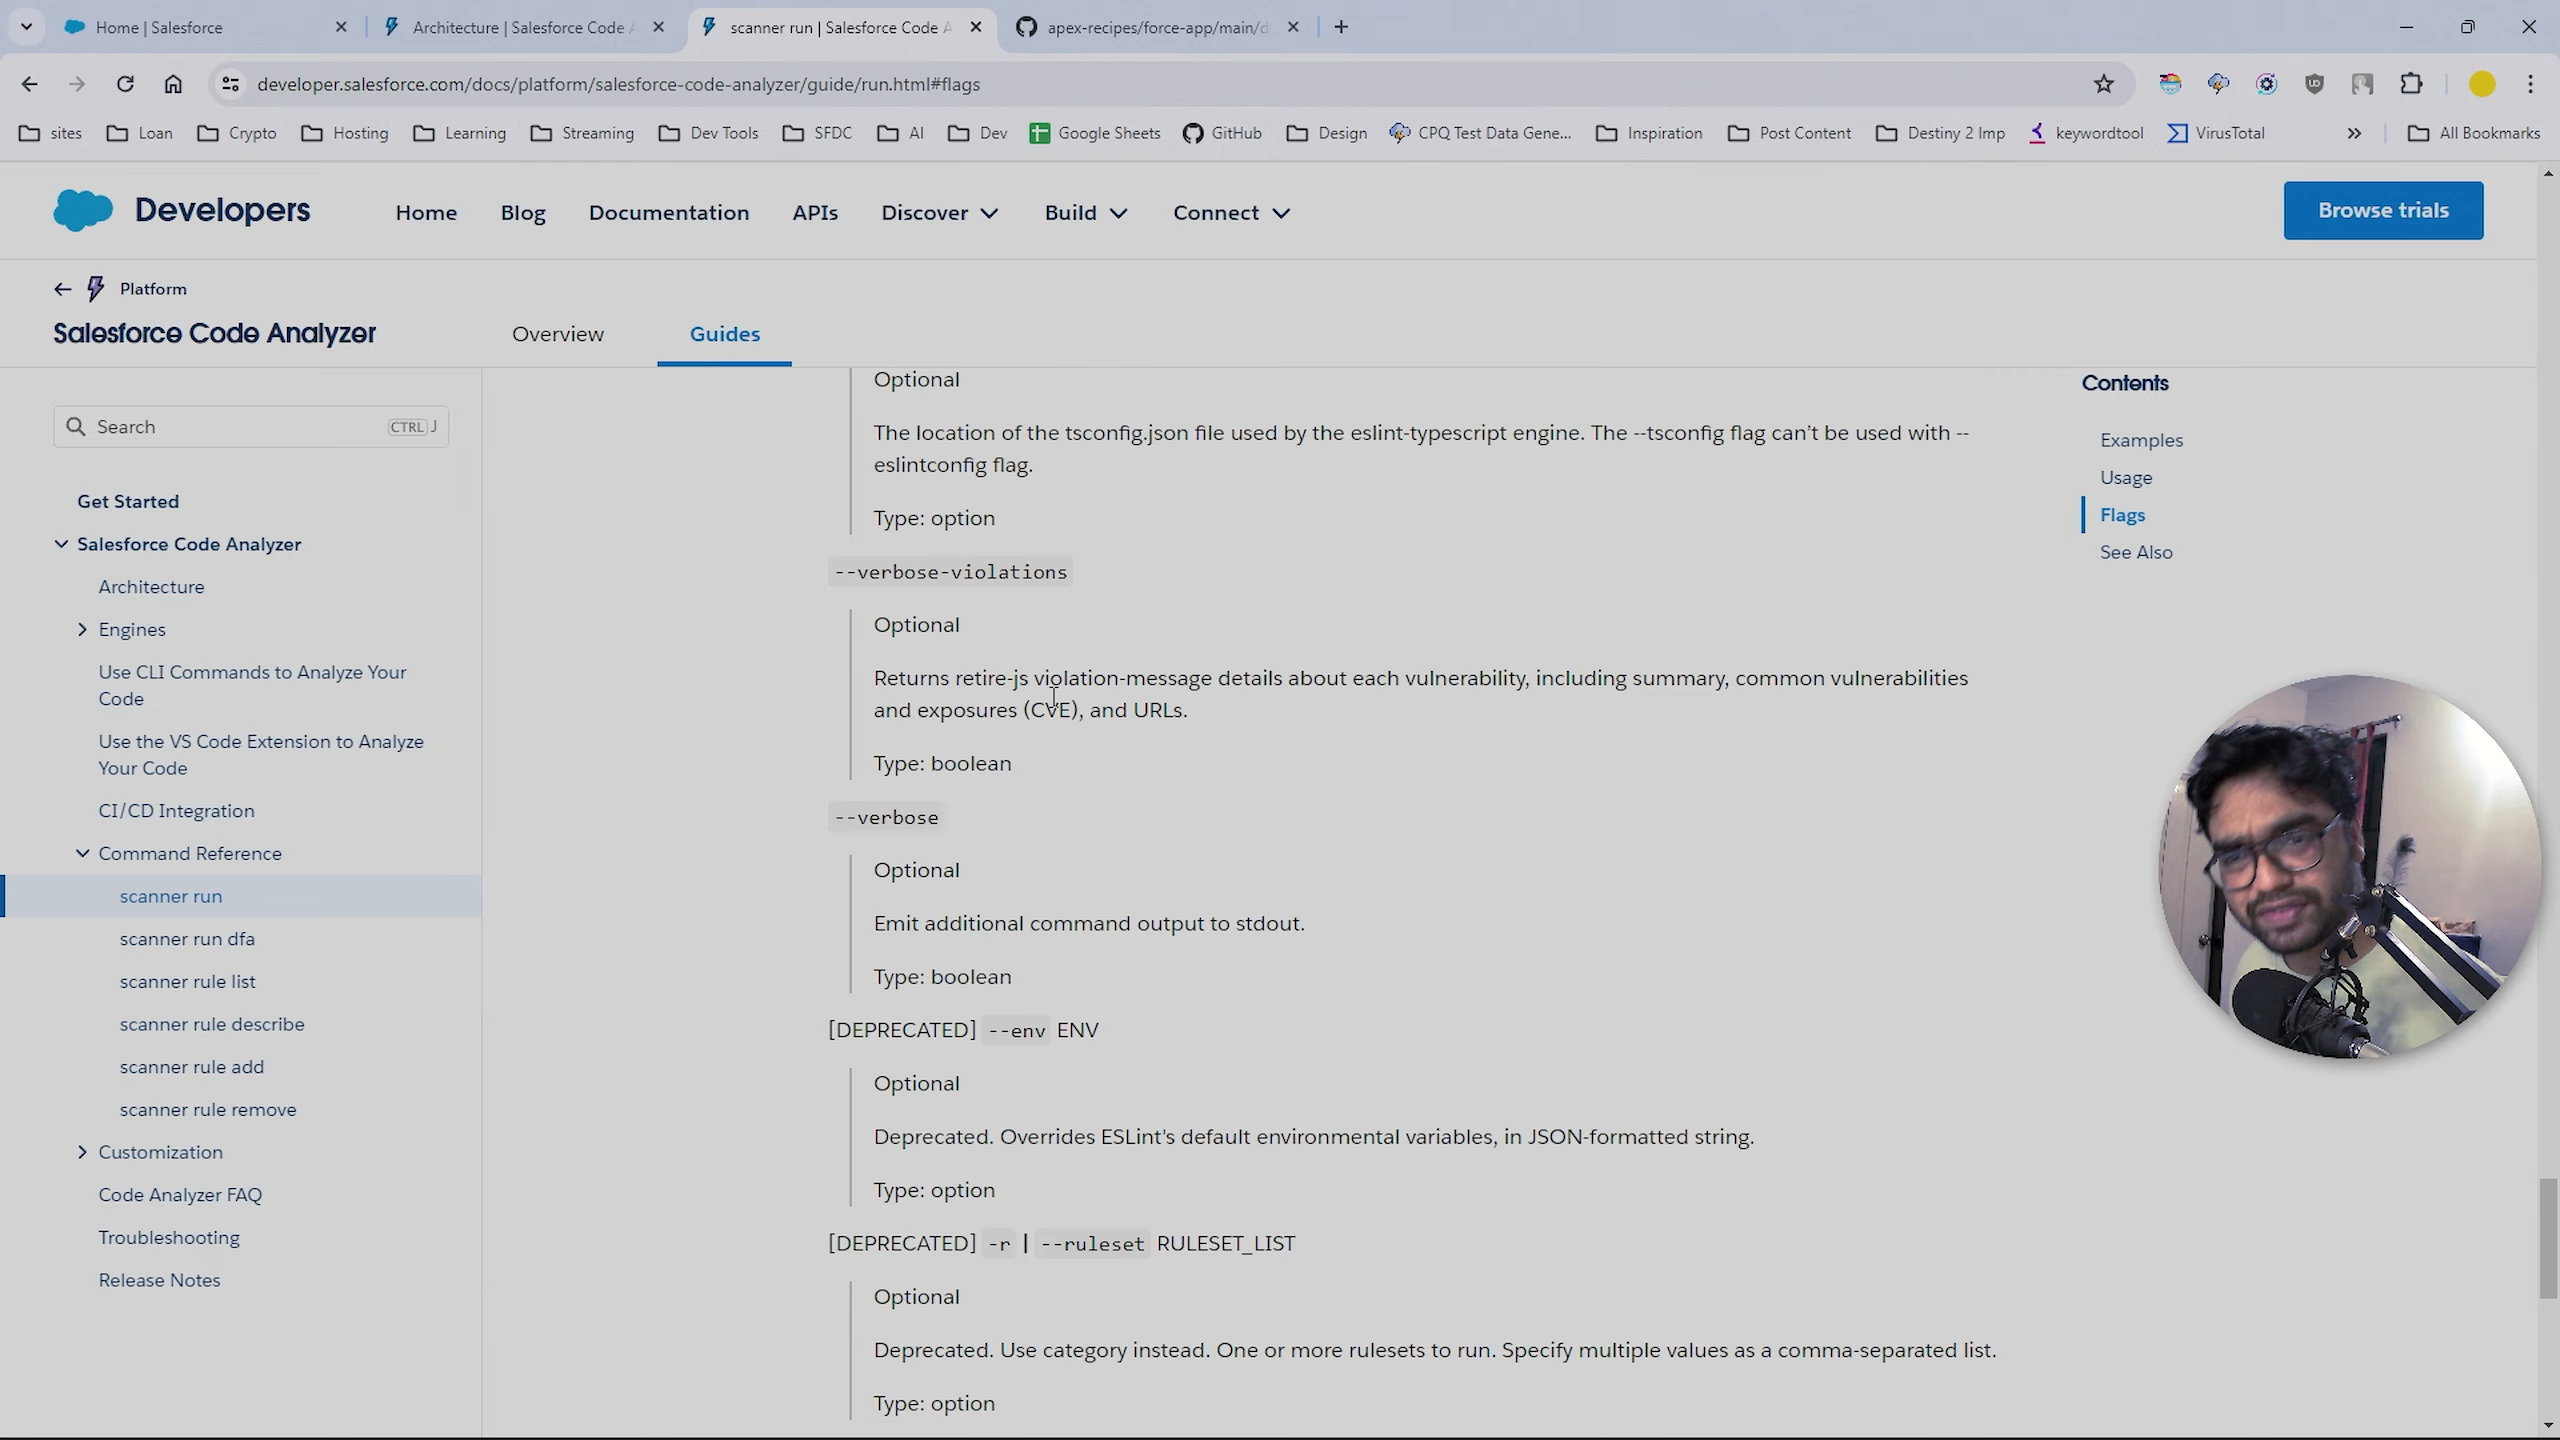 Home | Salesforce
Architecture | Salesforce Code
scanner run | Salesforce Code A
apex-recipes/force-app/main/d
developer.salesforce.com/docs/platform/salesforce-code-analyzer/guide/run.html#flags
sites
Loan
Crypto
Hosting
Learning
Streaming
Dev Tools
SFDC
AI
Dev
Google Sheets
GitHub
Design
CPQ Test Data Gene...
Inspiration
Post Content
Destiny 2 Imp
keywordtool
VirusTotal
All Bookmarks
Developers
Home
Blog
Documentation
APIs
Discover
Build
Connect
Browse trials
Platform
Salesforce Code Analyzer
Overview
Guides
Search
CTRL J
Get Started
Salesforce Code Analyzer
Architecture
Engines
Use CLI Commands to Analyze Your
Code
Use the VS Code Extension to Analyze
Your Code
CI/CD Integration
Command Reference
scanner run
scanner run dfa
scanner rule list
scanner rule describe
scanner rule add
scanner rule remove
Customization
Code Analyzer FAQ
Troubleshooting
Release Notes
Optional
The location of the tsconfig.json file used by the eslint-typescript engine. The --tsconfig flag can’t be used with --
eslintconfig flag.
Type: option
--verbose-violations
Optional
Returns retire-js violation-message details about each vulnerability, including summary, common vulnerabilities
and exposures (CVE), and URLs.
Type: boolean
--verbose
Optional
Emit additional command output to stdout.
Type: boolean
[DEPRECATED] --env ENV
Optional
Deprecated. Overrides ESLint's default environmental variables, in JSON-formatted string.
Type: option
[DEPRECATED] -r | --ruleset RULESET_LIST
Optional
Deprecated. Use category instead. One or more rulesets to run. Specify multiple values as a comma-separated list.
Type: option
Contents
Examples
Usage
Flags
See Also